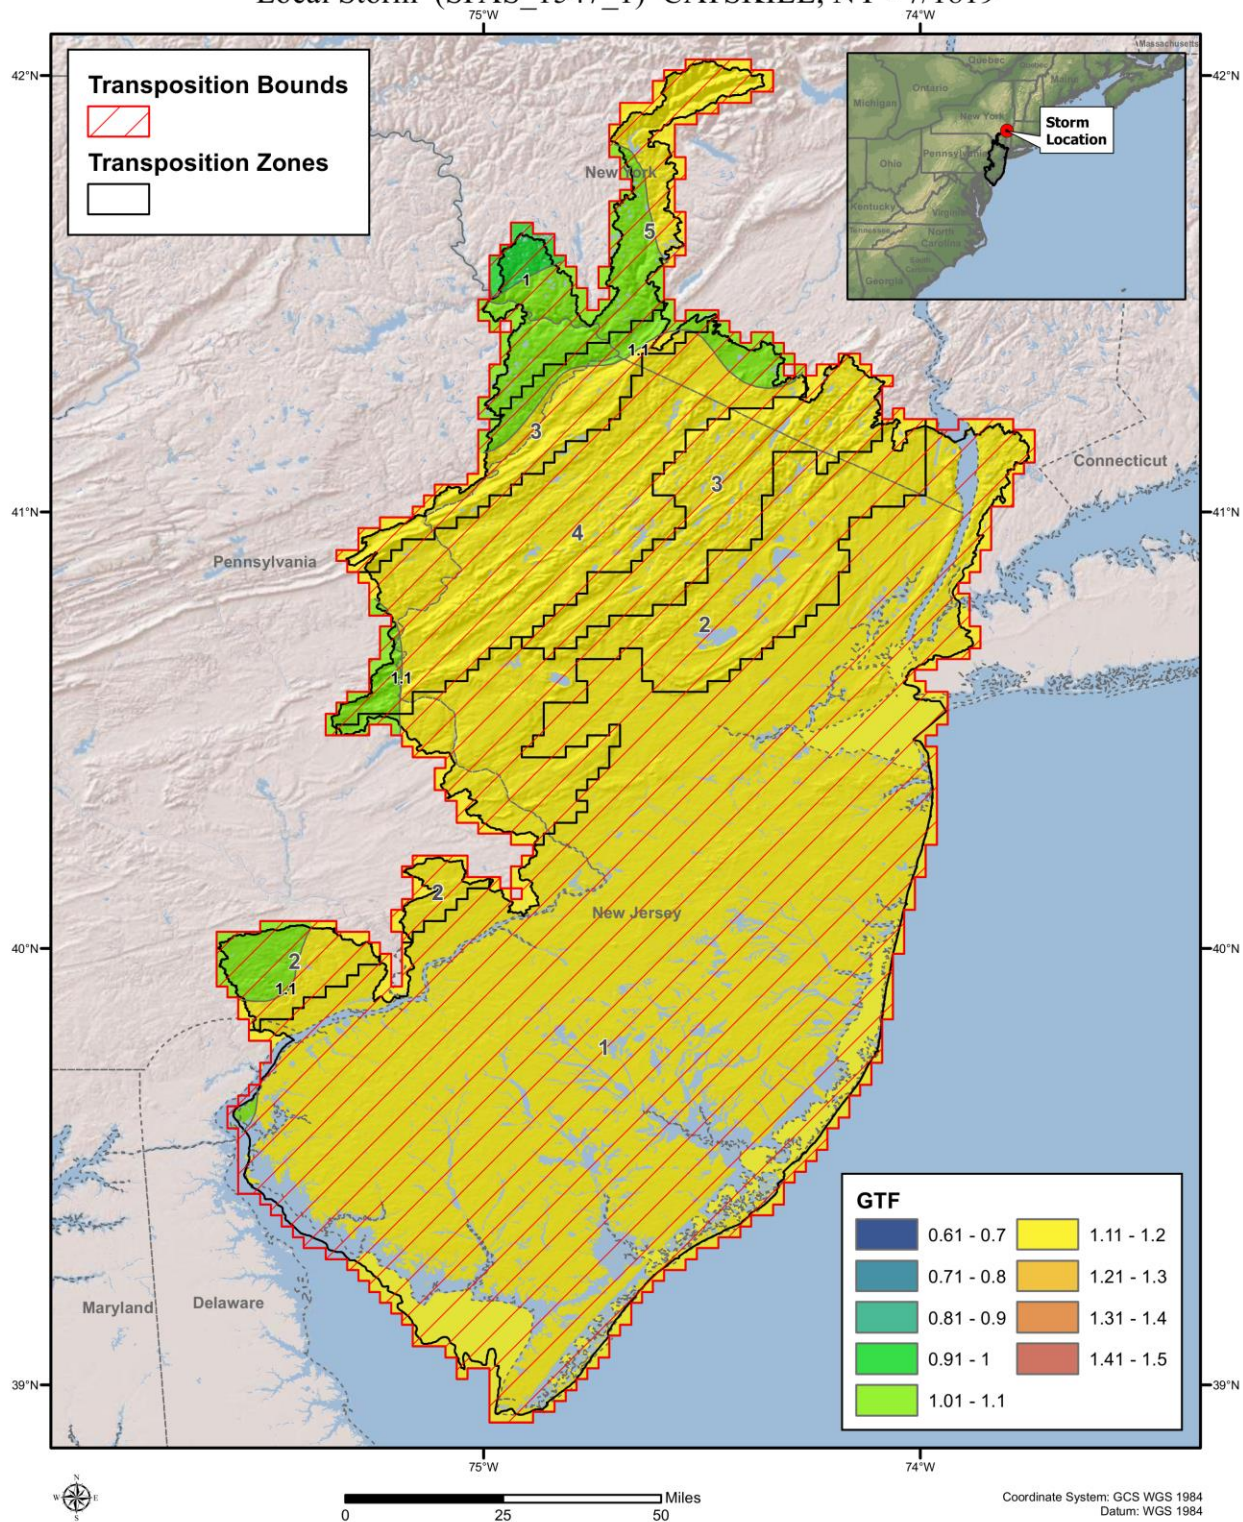 75°W
74°W
42°N
42°N
Transposition Bounds
Transposition Zones
Massachusetts
Quebec
Maine
Ontario
Michigan
New York
Storm
Location
Pennsylvania
Ohio
Kentucky
Virginia
Tennessee
North
Carolina
South
Carolina
Georgia
New York
5
1
1.1
3
Connecticut
3
41°N
41°N
4
Pennsylvania
2
1.1
2
New Jersey
40°N
40°N
2
1.1
1
GTF
0.61 - 0.7
1.11 - 1.2
0.71 - 0.8
1.21 - 1.3
0.81 - 0.9
1.31 - 1.4
0.91 - 1
1.41 - 1.5
1.01 - 1.1
Maryland
Delaware
39°N
39°N
75°W
74°W
N
W
E
S
Miles
0
25
50
Coordinate System: GCS WGS 1984
Datum: WGS 1984